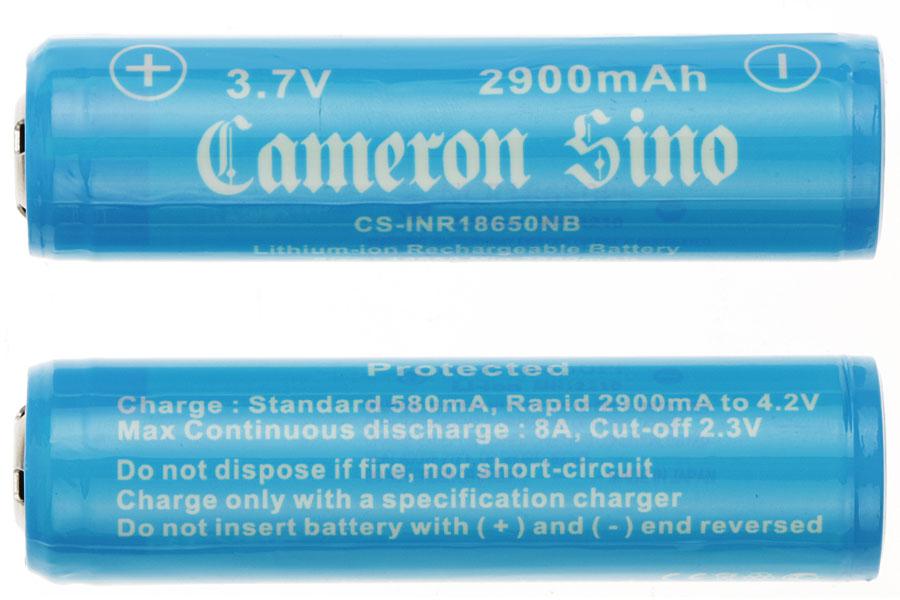 + 3.7V 2900mAh -
Cameron Sino
CS-INR18650NB
Lithium-ion Rechargeable Battery
Protected
Charge : Standard 580mA, Rapid 2900mA to 4.2V
Max Continuous discharge : 8A, Cut-off 2.3V
Do not dispose if fire, nor short-circuit
Charge only with a specification charger
Do not insert battery with ( + ) and ( - ) end reversed